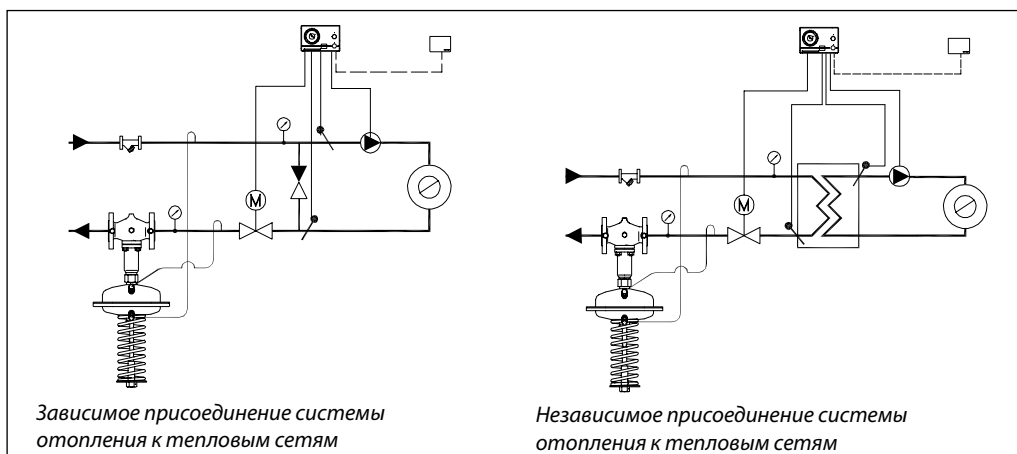 M
M
Зависимое присоединение системы
отопления к тепловым сетям
Независимое присоединение системы
отопления к тепловым сетям